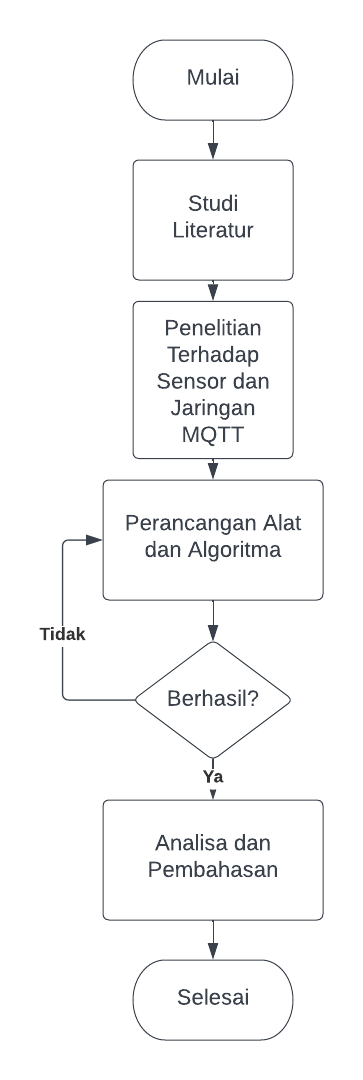 Mulai
Studi
Literatur
Penelitian
Terhadap
Sensor dan
Jaringan
MQTT
Perancangan Alat
dan Algoritma
Tidak
Berhasil?
Ya
Analisa dan
Pembahasan
Selesai